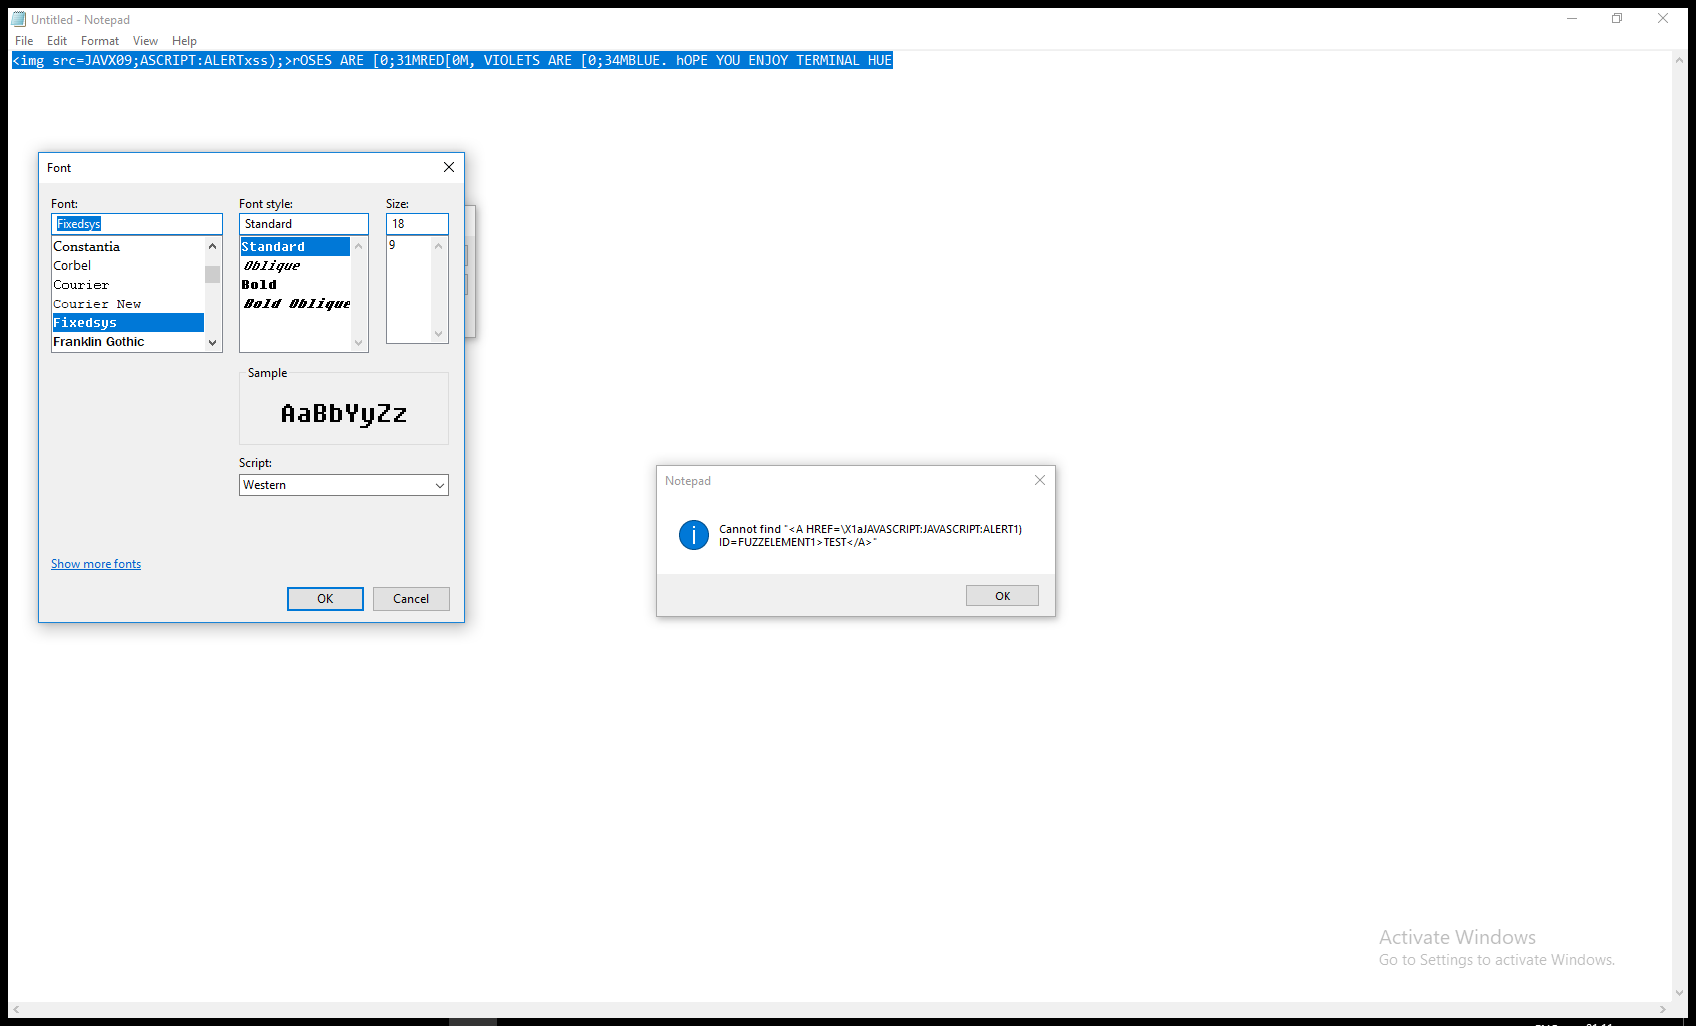 Untitled - Notepad
File Edit Format View Help
<img src=JAVX09;ASCRIPT:ALERTxss);>rOSES ARE [0;31MRED[0M, VIOLETS ARE [0;34MBLUE. hOPE YOU ENJOY TERMINAL HUE
Font
Font: Font style: Size:
Fixedsys Standard 18
Constantia Standard 9
Corbel Oblique
Courier Bold
Courier New Bold Oblique
Fixedsys
Franklin Gothic
Sample
AaBbYyZz
Script:
Western
Show more fonts
OK Cancel
Notepad
Cannot find "<A HREF=\X1aJAVASCRIPT:JAVASCRIPT:ALERT1)
ID=FUZZELEMENT1>TEST</A>"
OK
Activate Windows
Go to Settings to activate Windows.